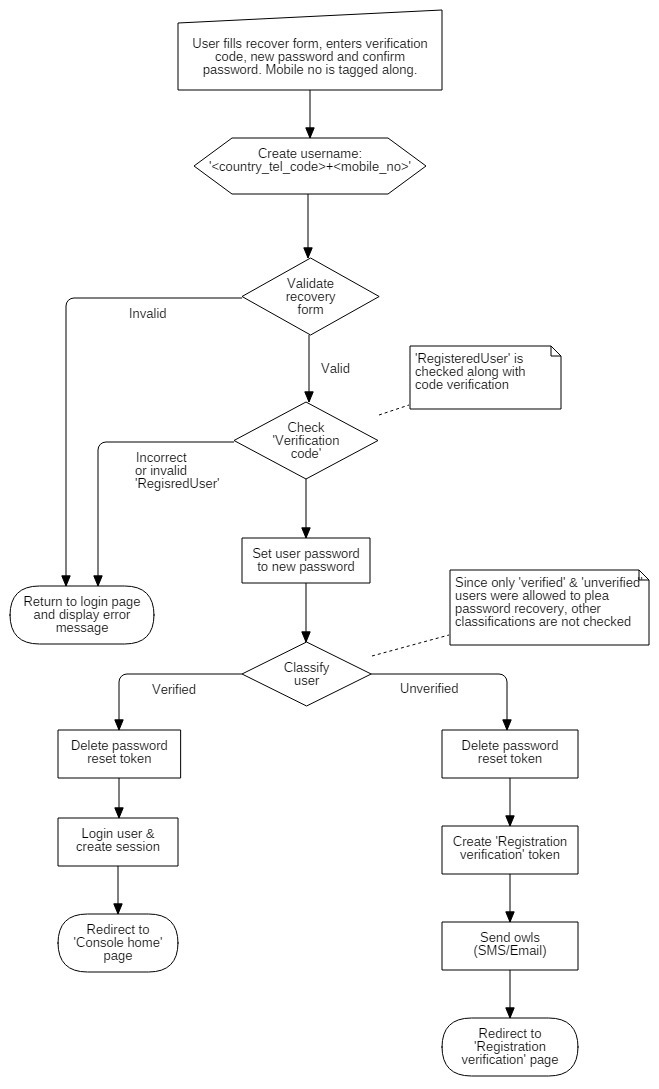 User fills recover form, enters verification
code, new password and confirm
password. Mobile no is tagged along.
Create username:
'<country_tel_code>+<mobile_no>'
Validate
recovery
form
Invalid
Valid
'RegisteredUser' is
checked along with
code verification
Check
'Verification
code'
Incorrect
or invalid
'RegisredUser'
Set user password
to new password
Since only 'verified' & 'unverified'
users were allowed to plea
password recovery, other
classifications are not checked
Return to login page
and display error
message
Classify
user
Verified
Unverified
Delete password
reset token
Delete password
reset token
Login user &
create session
Create 'Registration
verification' token
Redirect to
'Console home'
page
Send owls
(SMS/Email)
Redirect to
'Registration
verification' page